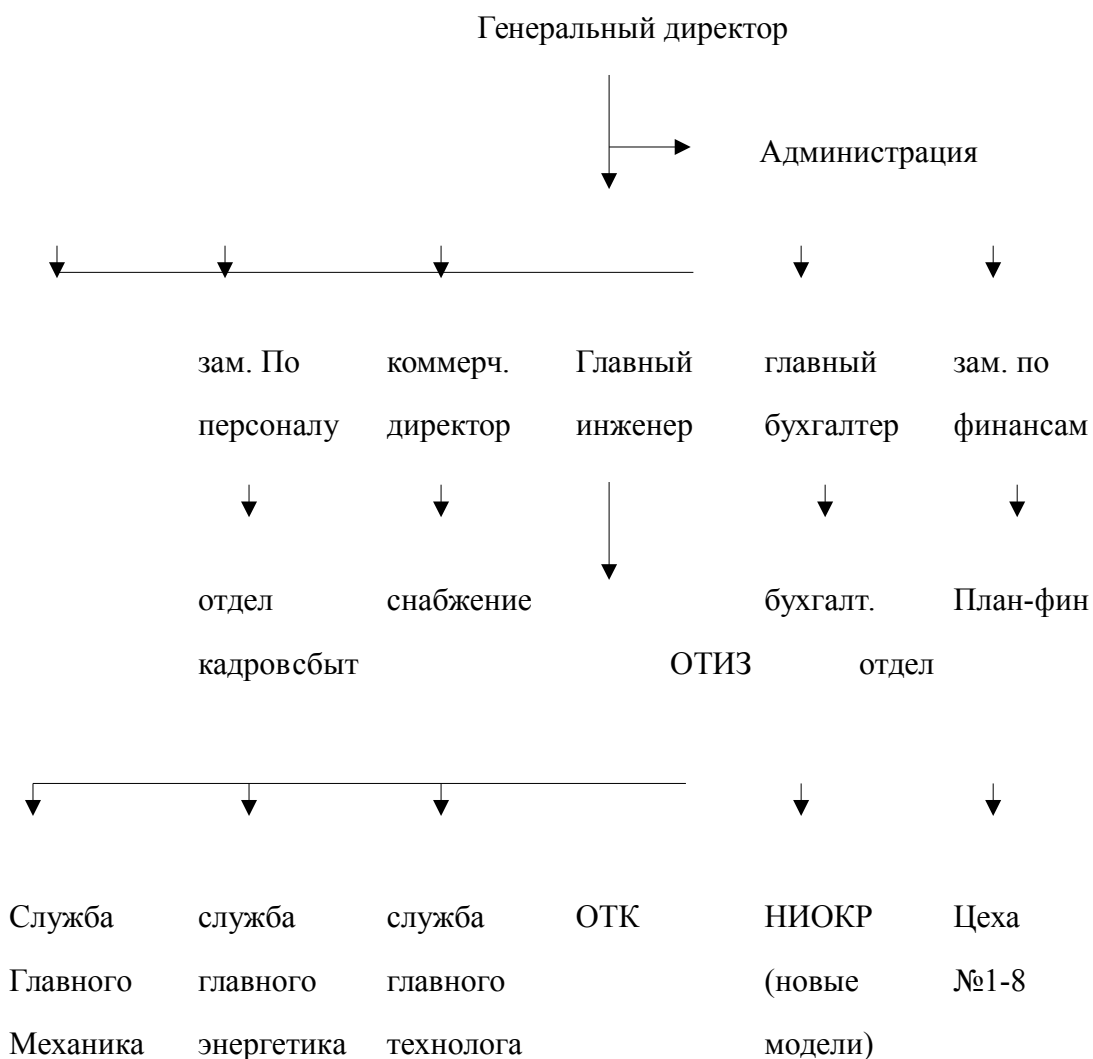 Генеральный директор
Администрация
зам. По коммерч. Главный главный зам. по
персоналу директор инженер бухгалтер финансам
отдел снабжение бухгалт. План-фин
кадровсбыт ОТИЗ отдел
Служба служба служба ОТК НИОКР Цеха
Главного главного главного (новые №1-8
Механика энергетика технолога модели)